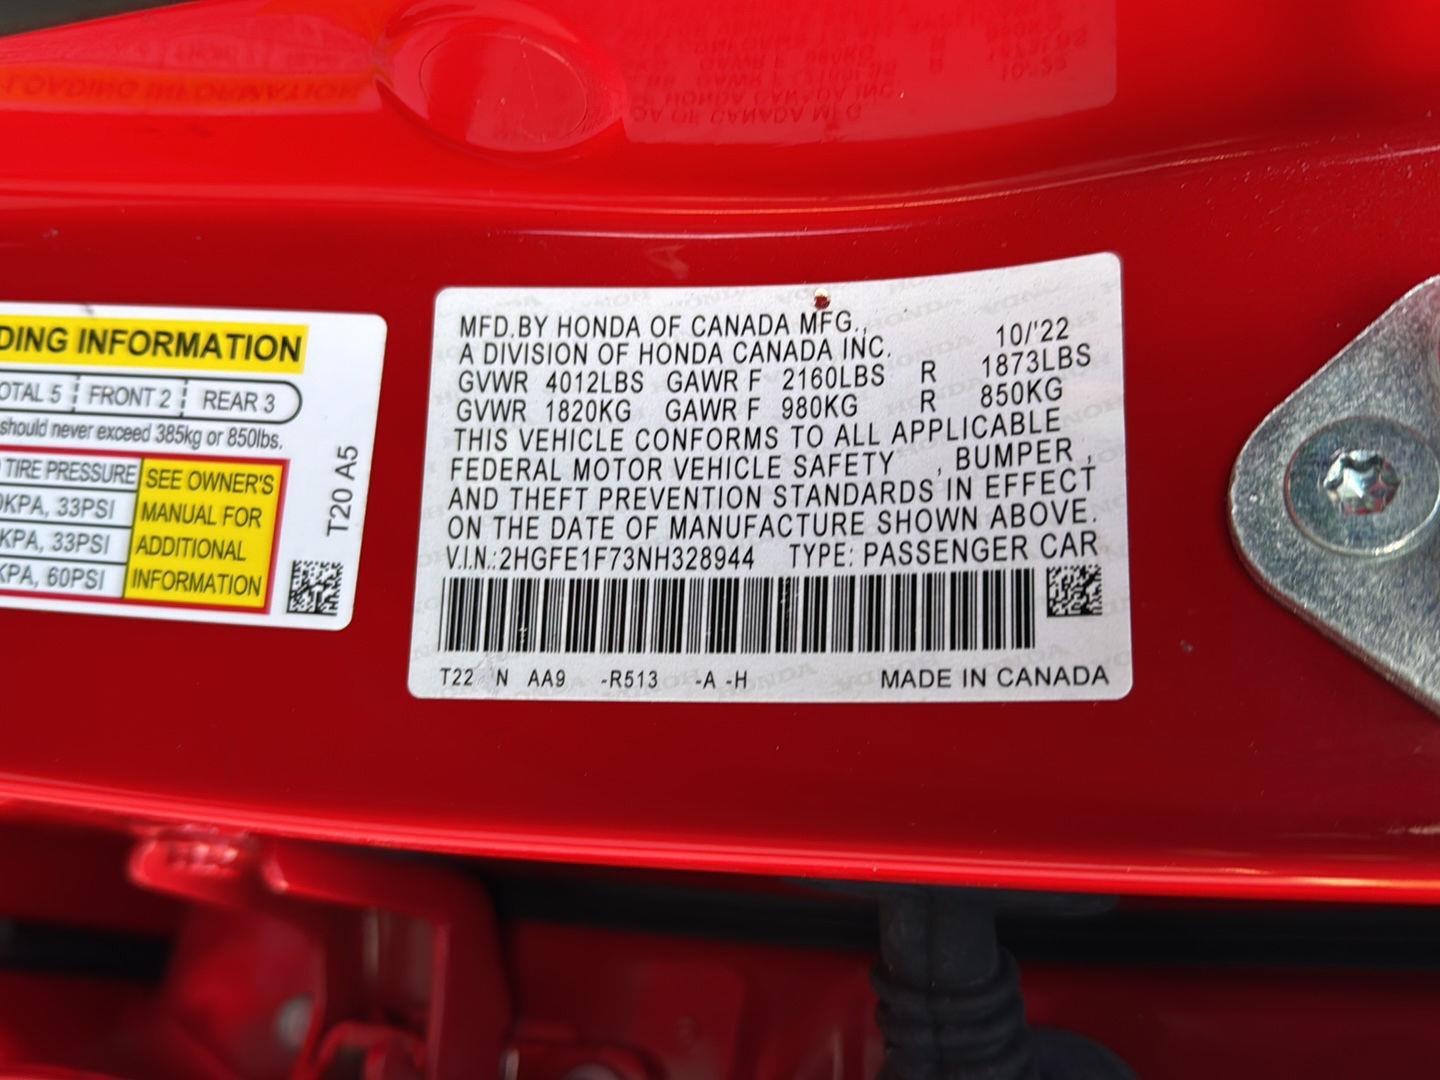 DING INFORMATION
OTAL 5 FRONT 2 REAR 3
should never exceed 385kg or 850lbs.
TIRE PRESSURE
KPA, 33PSI
KPA, 33PSI
KPA, 60PSI
SEE OWNER'S
MANUAL FOR
ADDITIONAL
INFORMATION
T20 A5
MFD.BY HONDA OF CANADA MFG.,
A DIVISION OF HONDA CANADA INC. 10/'22
GVWR 4012LBS GAWR F 2160LBS R 1873LBS
GVWR 1820KG GAWR F 980KG R 850KG
THIS VEHICLE CONFORMS TO ALL APPLICABLE
FEDERAL MOTOR VEHICLE SAFETY , BUMPER ,
AND THEFT PREVENTION STANDARDS IN EFFECT
ON THE DATE OF MANUFACTURE SHOWN ABOVE.
V.I.N.:2HGFE1F73NH328944 TYPE: PASSENGER CAR
T22 N AA9 -R513 -A -H MADE IN CANADA